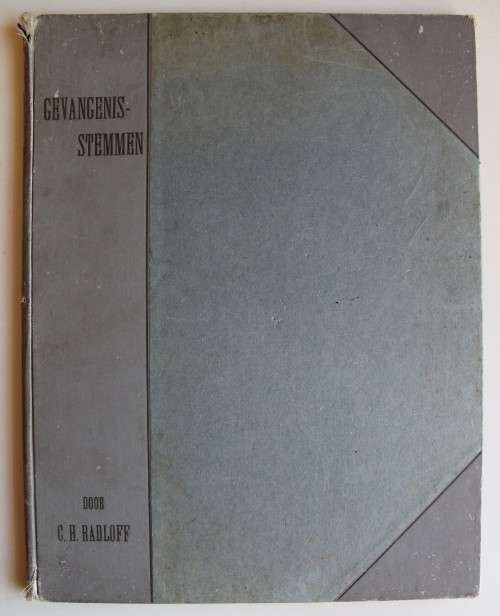 GEVANGENIS-
STEMMEN
DOOR
C. H. RADLOFF